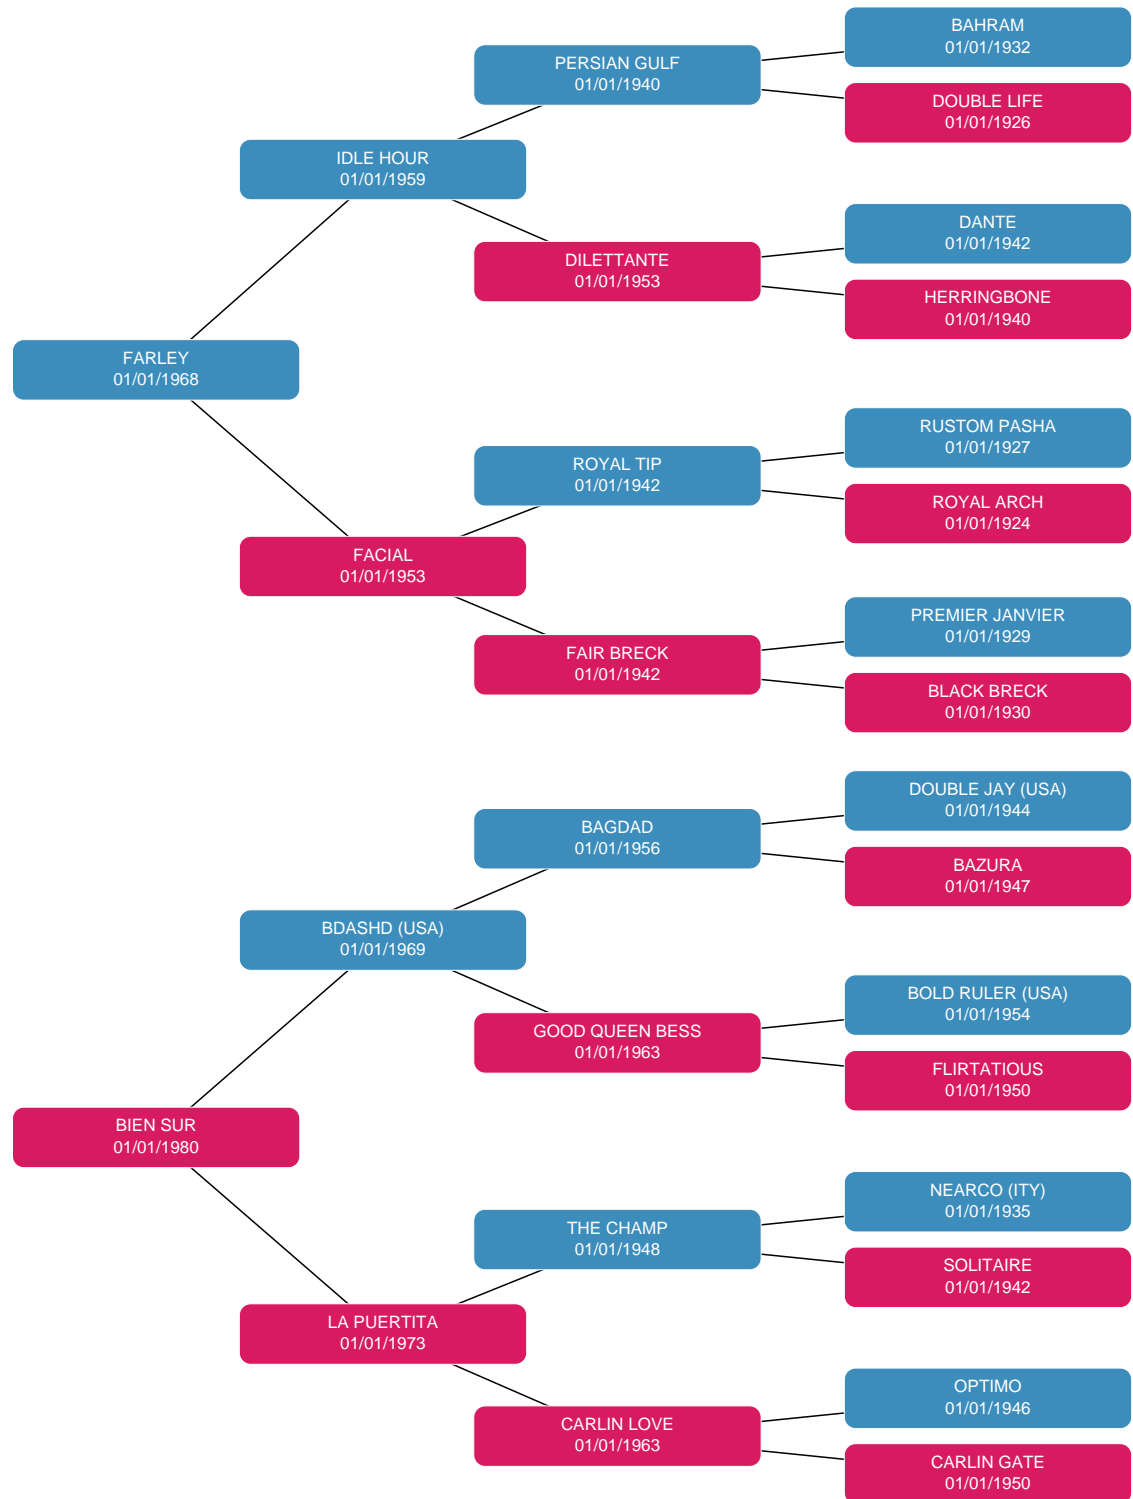 BAHRAM
01/01/1932
PERSIAN GULF
01/01/1940
DOUBLE LIFE
01/01/1926
IDLE HOUR
01/01/1959
DANTE
01/01/1942
DILETTANTE
01/01/1953
HERRINGBONE
01/01/1940
FARLEY
01/01/1968
RUSTOM PASHA
01/01/1927
ROYAL TIP
01/01/1942
ROYAL ARCH
01/01/1924
FACIAL
01/01/1953
PREMIER JANVIER
01/01/1929
FAIR BRECK
01/01/1942
BLACK BRECK
01/01/1930
DOUBLE JAY (USA)
01/01/1944
BAGDAD
01/01/1956
BAZURA
01/01/1947
BDASHD (USA)
01/01/1969
BOLD RULER (USA)
01/01/1954
GOOD QUEEN BESS
01/01/1963
FLIRTATIOUS
01/01/1950
BIEN SUR
01/01/1980
NEARCO (ITY)
01/01/1935
THE CHAMP
01/01/1948
SOLITAIRE
01/01/1942
LA PUERTITA
01/01/1973
OPTIMO
01/01/1946
CARLIN LOVE
01/01/1963
CARLIN GATE
01/01/1950